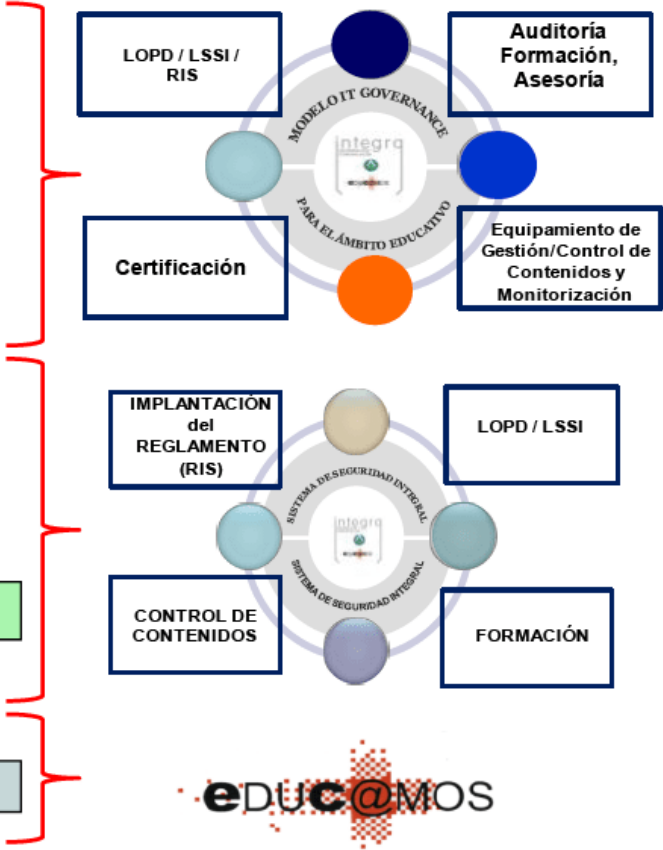 LOPD / LSSI /
RIS
Auditoría
Formación,
Asesoría
MODELO IT GOVERNANCE
integra
PARA EL ÁMBITO EDUCATIVO
Certificación
Equipamiento de
Gestión/Control de
Contenidos y
Monitorización
IMPLANTACIÓN
del
REGLAMENTO
(RIS)
LOPD / LSSI
SISTEMA DE SEGURIDAD INTEGRAL
integra
SISTEMA DE SEGURIDAD INTEGRAL
CONTROL DE
CONTENIDOS
FORMACIÓN
eDUC@MOS